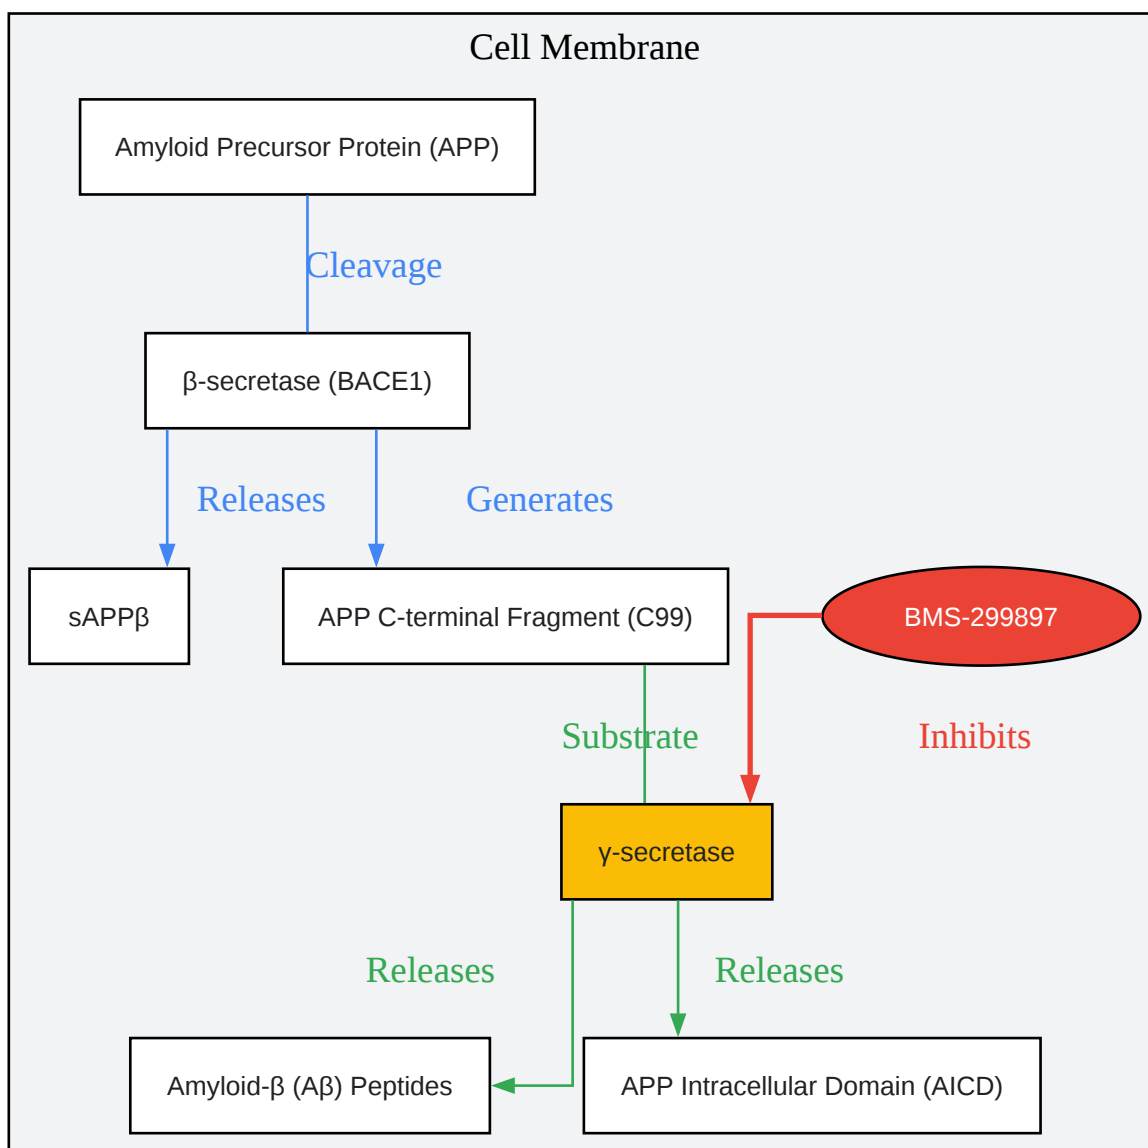 Cell Membrane
Amyloid Precursor Protein (APP)
Cleavage
β-secretase (BACE1)
Releases
Generates
sAPPβ
APP C-terminal Fragment (C99)
BMS-299897
Substrate
Inhibits
γ-secretase
Releases
Releases
Amyloid-β (Aβ) Peptides
APP Intracellular Domain (AICD)